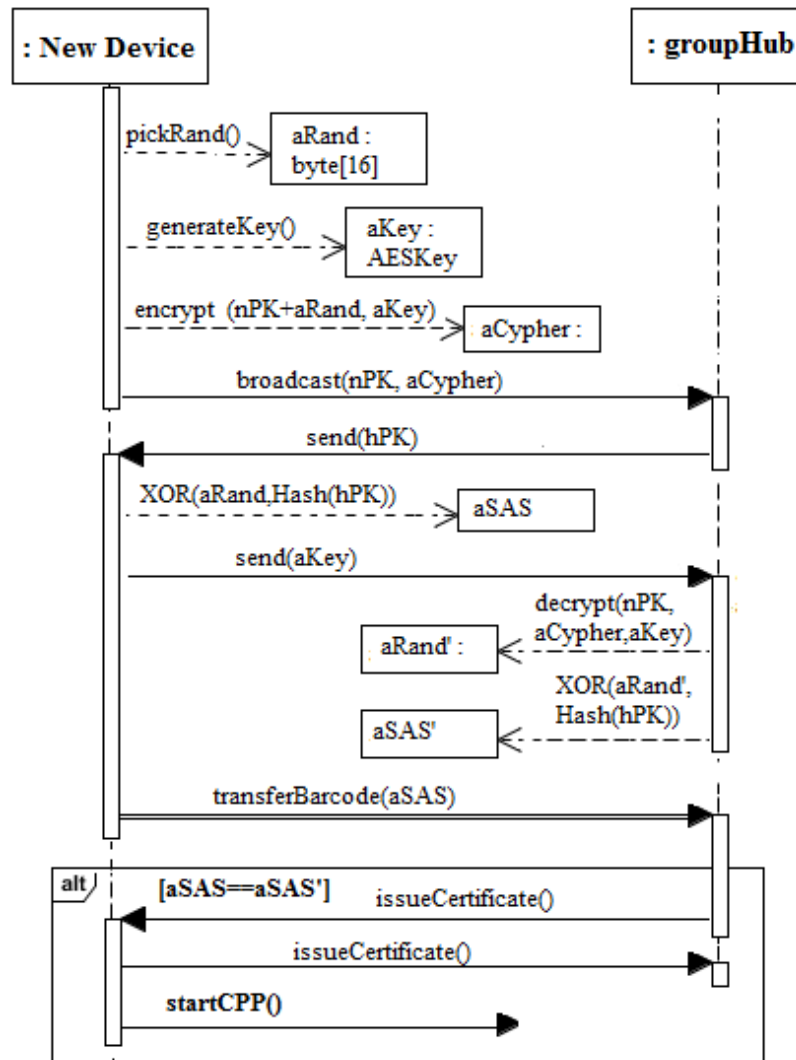 : New Device
: groupHub
pickRand()
aRand :
byte[16]
generateKey()
aKey :
AESKey
encrypt (nPK+aRand, aKey)
aCypher :
broadcast(nPK, aCypher)
send(hPK)
XOR(aRand,Hash(hPK))
aSAS
send(aKey)
decrypt(nPK,
aCypher,aKey)
aRand' :
XOR(aRand',
Hash(hPK))
aSAS'
transferBarcode(aSAS)
alt
[aSAS==aSAS']
issueCertificate()
issueCertificate()
startCPP()